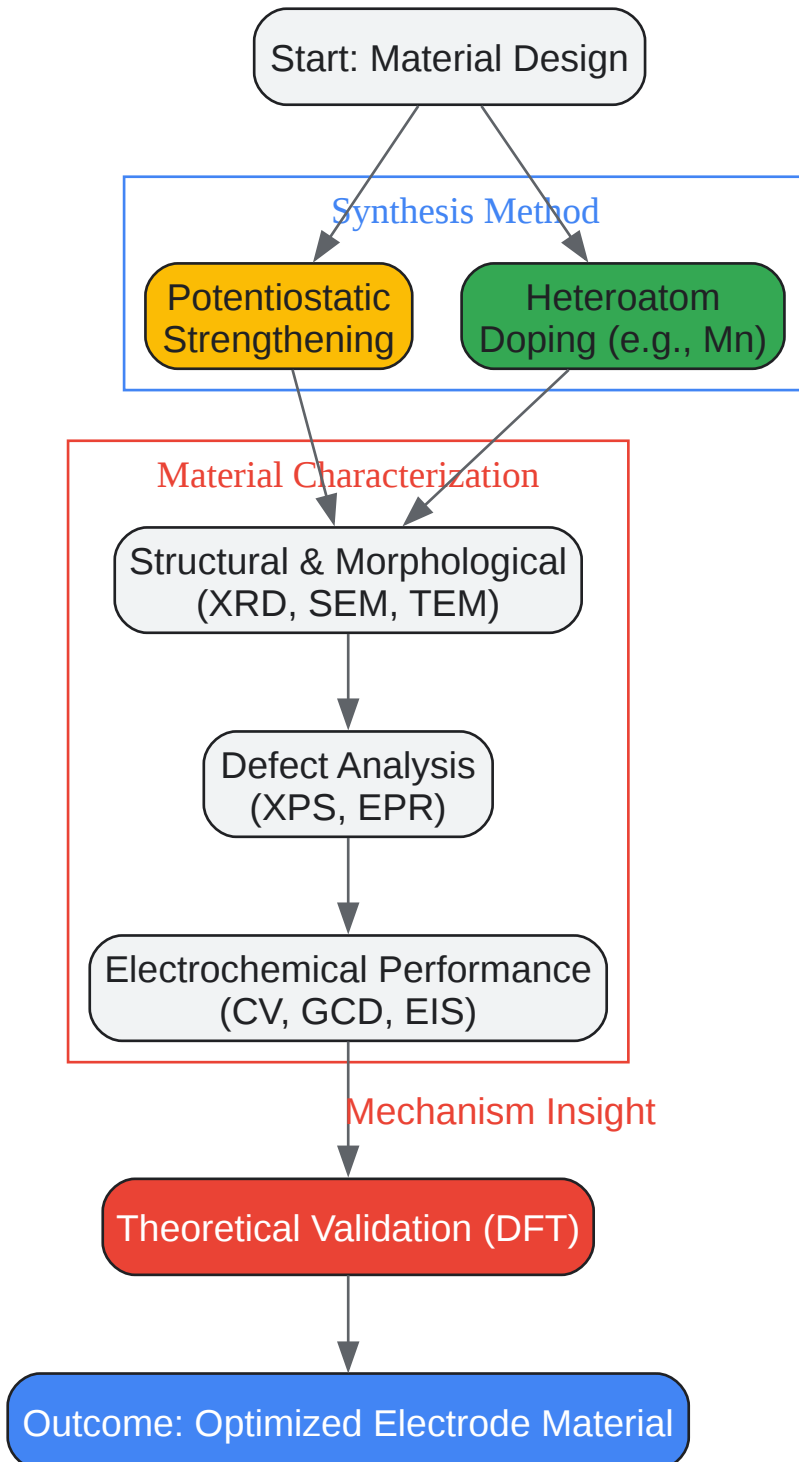 Start: Material Design
Synthesis Method
Potentiostatic
Strengthening
Heteroatom
Doping (e.g., Mn)
Material Characterization
Structural & Morphological
(XRD, SEM, TEM)
Defect Analysis
(XPS, EPR)
Electrochemical Performance
(CV, GCD, EIS)
Mechanism Insight
Theoretical Validation (DFT)
Outcome: Optimized Electrode Material